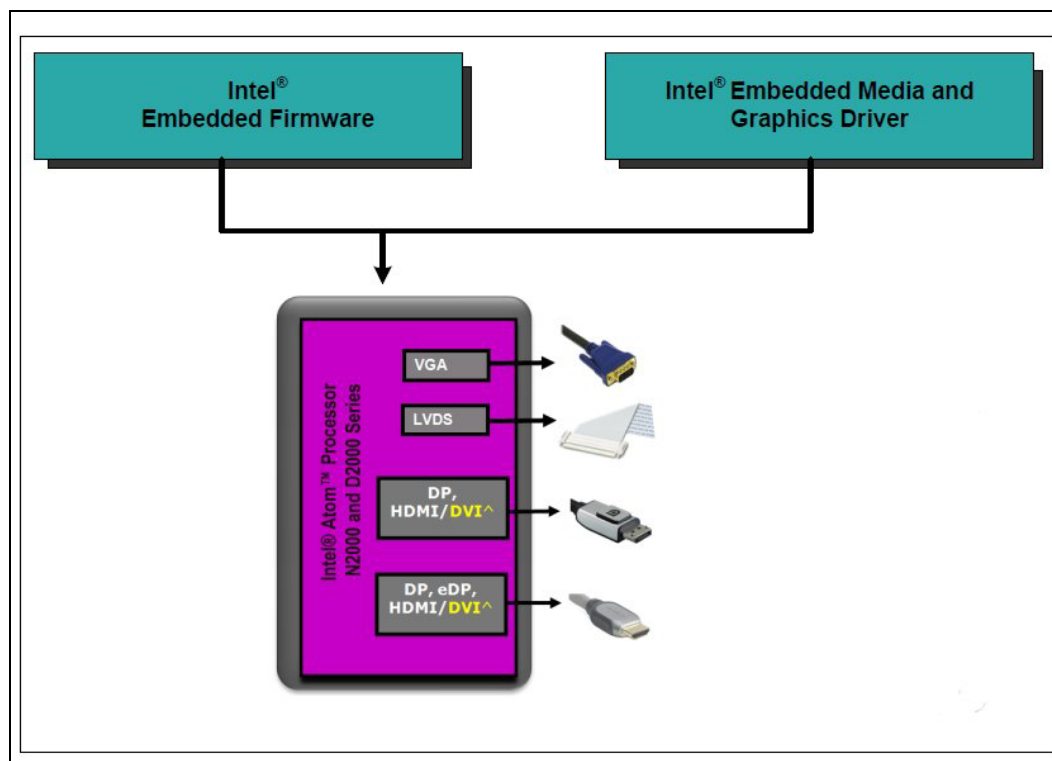 Intel®
Embedded Firmware
Intel® Embedded Media and
Graphics Driver
Intel® Atom™ Processor
N2000 and D2000 Series
VGA
LVDS
DP,
HDMI/DVI^
DP, eDP,
HDMI/DVI^